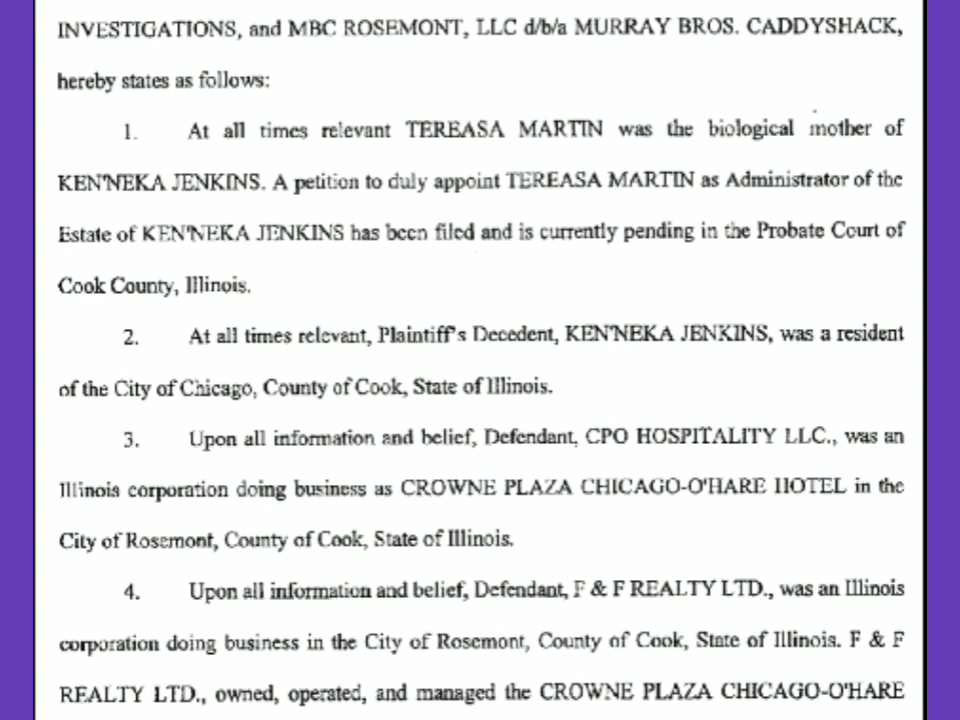 INVESTIGATIONS, and MBC ROSEMONT, LLC d/b/a MURRAY BROS. CADDYSHACK,
hereby states as follows:
1. At all times relevant TEREASA MARTIN was the biological mother of
KEN'NEKA JENKINS. A petition to duly appoint TEREASA MARTIN as Administrator of the
Estate of KEN'NEKA JENKINS has been filed and is currently pending in the Probate Court of
Cook County, Illinois.
2. At all times relevant, Plaintiff's Decedent, KEN'NEKA JENKINS, was a resident
of the City of Chicago, County of Cook, State of Illinois.
3. Upon all information and belief, Defendant, CPO HOSPITALITY LLC., was an
Illinois corporation doing business as CROWNE PLAZA CHICAGO-O'HARE HOTEL in the
City of Rosemont, County of Cook, State of Illinois.
4. Upon all information and belief, Defendant, F & F REALTY LTD., was an Illinois
corporation doing business in the City of Rosemont, County of Cook, State of Illinois. F & F
REALTY LTD., owned, operated, and managed the CROWNE PLAZA CHICAGO-O'HARE